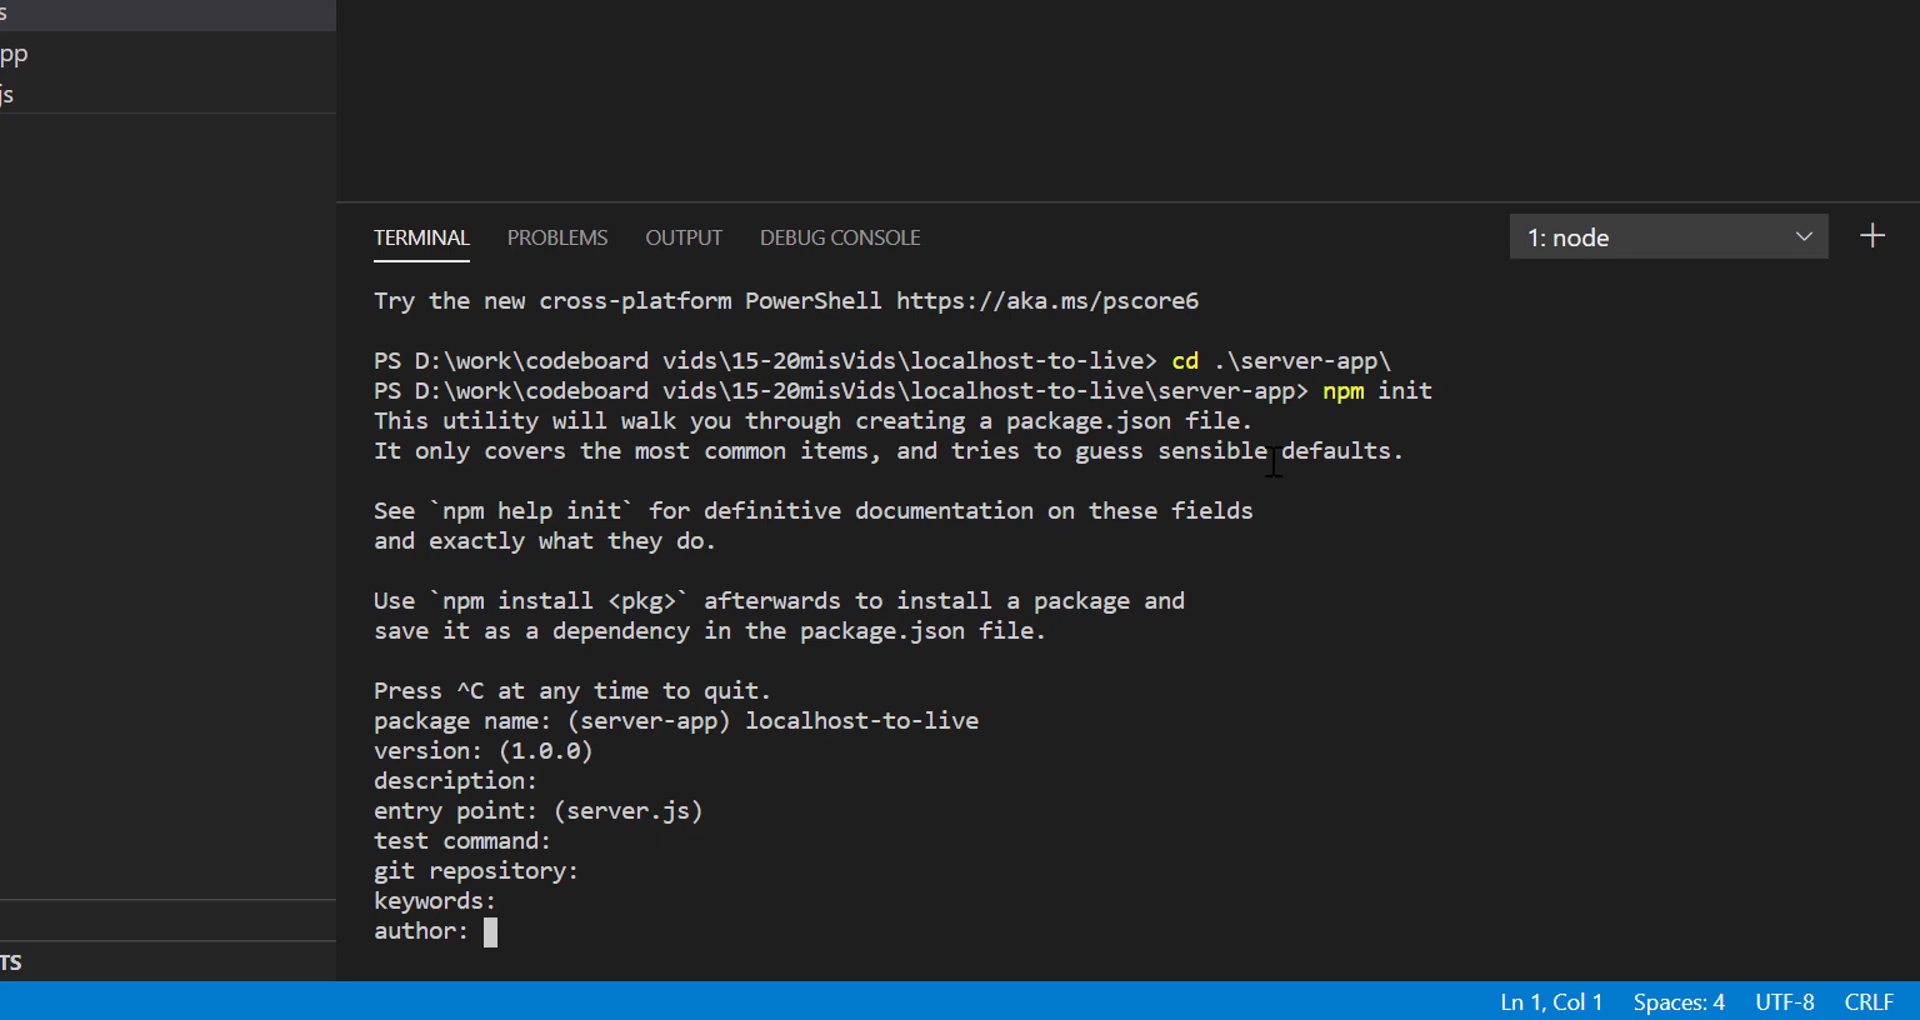 s
pp
js
TERMINAL PROBLEMS OUTPUT DEBUG CONSOLE 1: node
Try the new cross-platform PowerShell https://aka.ms/pscore6
PS D:\work\codeboard vids\15-20misVids\localhost-to-live> cd .\server-app\
PS D:\work\codeboard vids\15-20misVids\localhost-to-live\server-app> npm init
This utility will walk you through creating a package.json file.
It only covers the most common items, and tries to guess sensible defaults.
See `npm help init` for definitive documentation on these fields
and exactly what they do.
Use `npm install <pkg>` afterwards to install a package and
save it as a dependency in the package.json file.
Press ^C at any time to quit.
package name: (server-app) localhost-to-live
version: (1.0.0)
description:
entry point: (server.js)
test command:
git repository:
keywords:
author:
TS
Ln 1, Col 1 Spaces: 4 UTF-8 CRLF